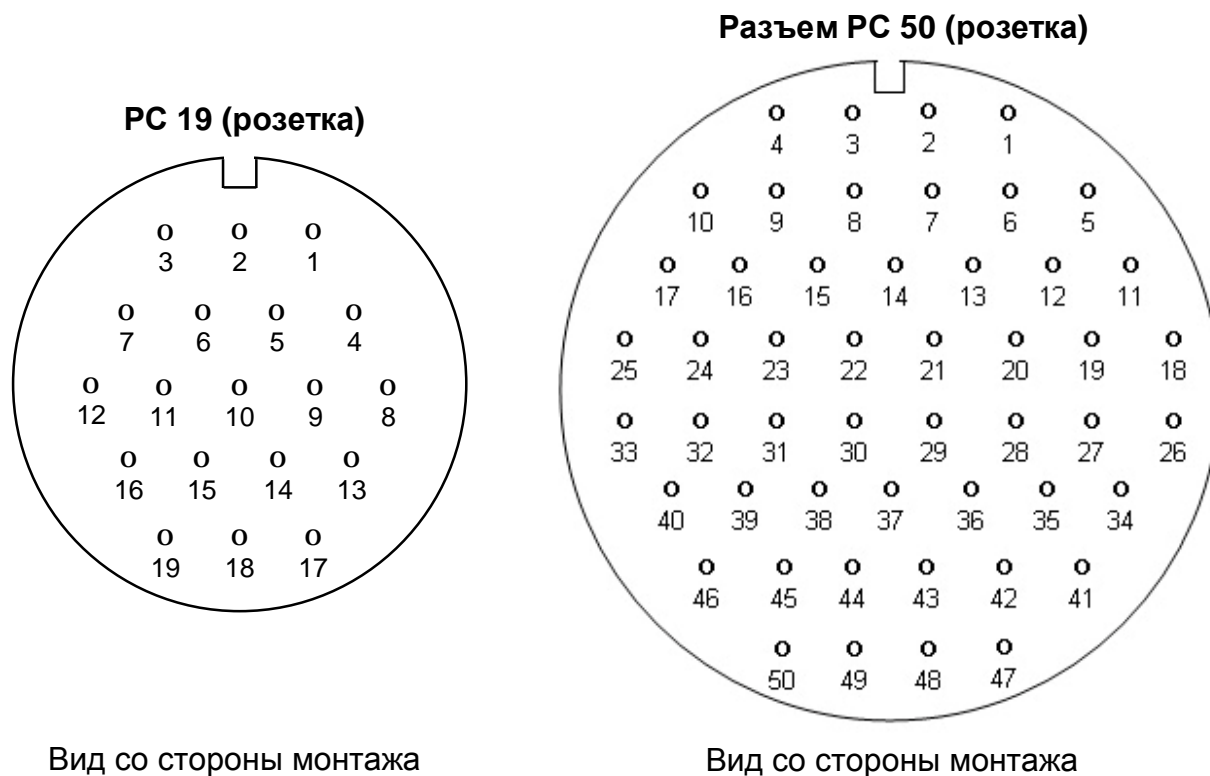 РС 19 (розетка)
3 2 1
7 6 5 4
12 11 10 9 8
16 15 14 13
19 18 17
Вид со стороны монтажа
Разъем РС 50 (розетка)
4 3 2 1
10 9 8 7 6 5
17 16 15 14 13 12 11
25 24 23 22 21 20 19 18
33 32 31 30 29 28 27 26
40 39 38 37 36 35 34
46 45 44 43 42 41
50 49 48 47
Вид со стороны монтажа